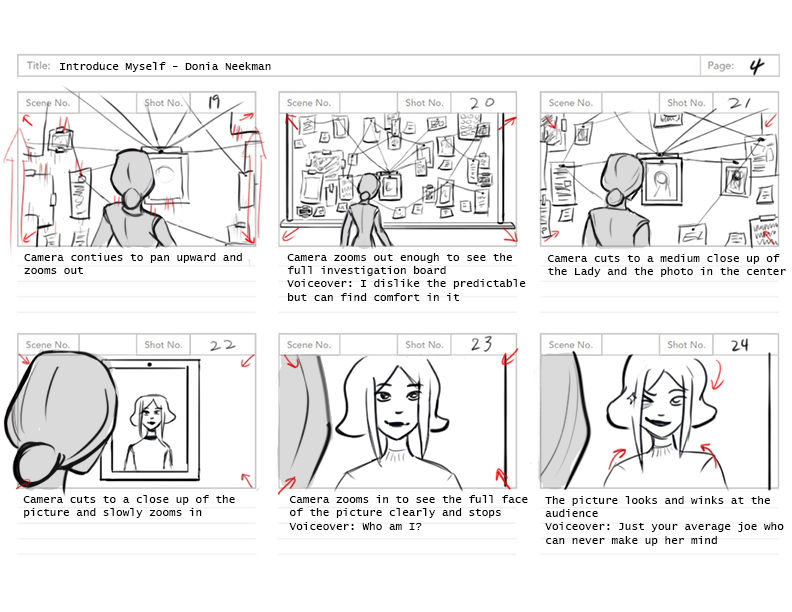 Title: Introduce Myself - Donia Neekman Page: 4
Scene No. Shot No. 19
Scene No. Shot No. 20
Scene No. Shot No. 21
Camera contiues to pan upward and
zooms out
Camera zooms out enough to see the
full investigation board
Voiceover: I dislike the predictable
but can find comfort in it
Camera cuts to a medium close up of
the Lady and the photo in the center
Scene No. Shot No. 22
Scene No. Shot No. 23
Scene No. Shot No. 24
Camera cuts to a close up of the
picture and slowly zooms in
Camera zooms in to see the full face
of the picture clearly and stops
Voiceover: Who am I?
The picture looks and winks at the
audience
Voiceover: Just your average joe who
can never make up her mind